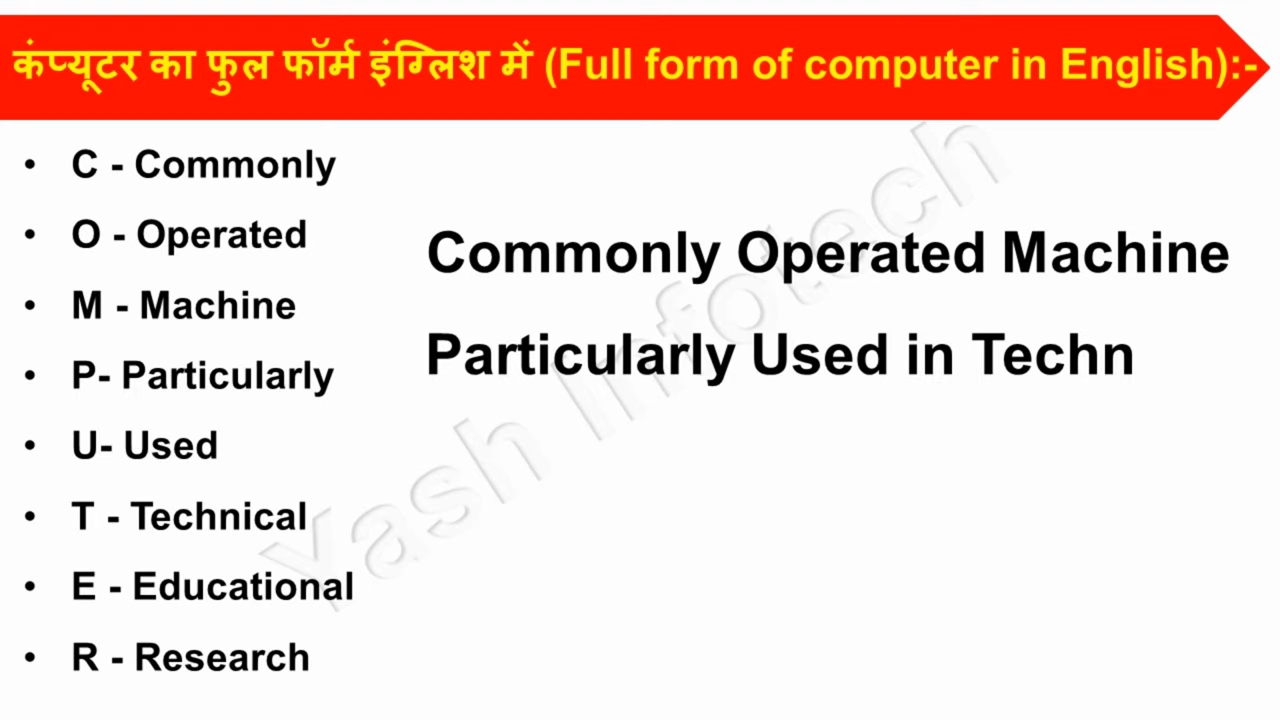 कंप्यूटर का फुल फॉर्म इंग्लिश में (Full form of computer in English):-
• C - Commonly
• O - Operated
• M - Machine
• P- Particularly
• U- Used
• T - Technical
• E - Educational
• R - Research
Commonly Operated Machine
Particularly Used in Techn
Yash Infotech